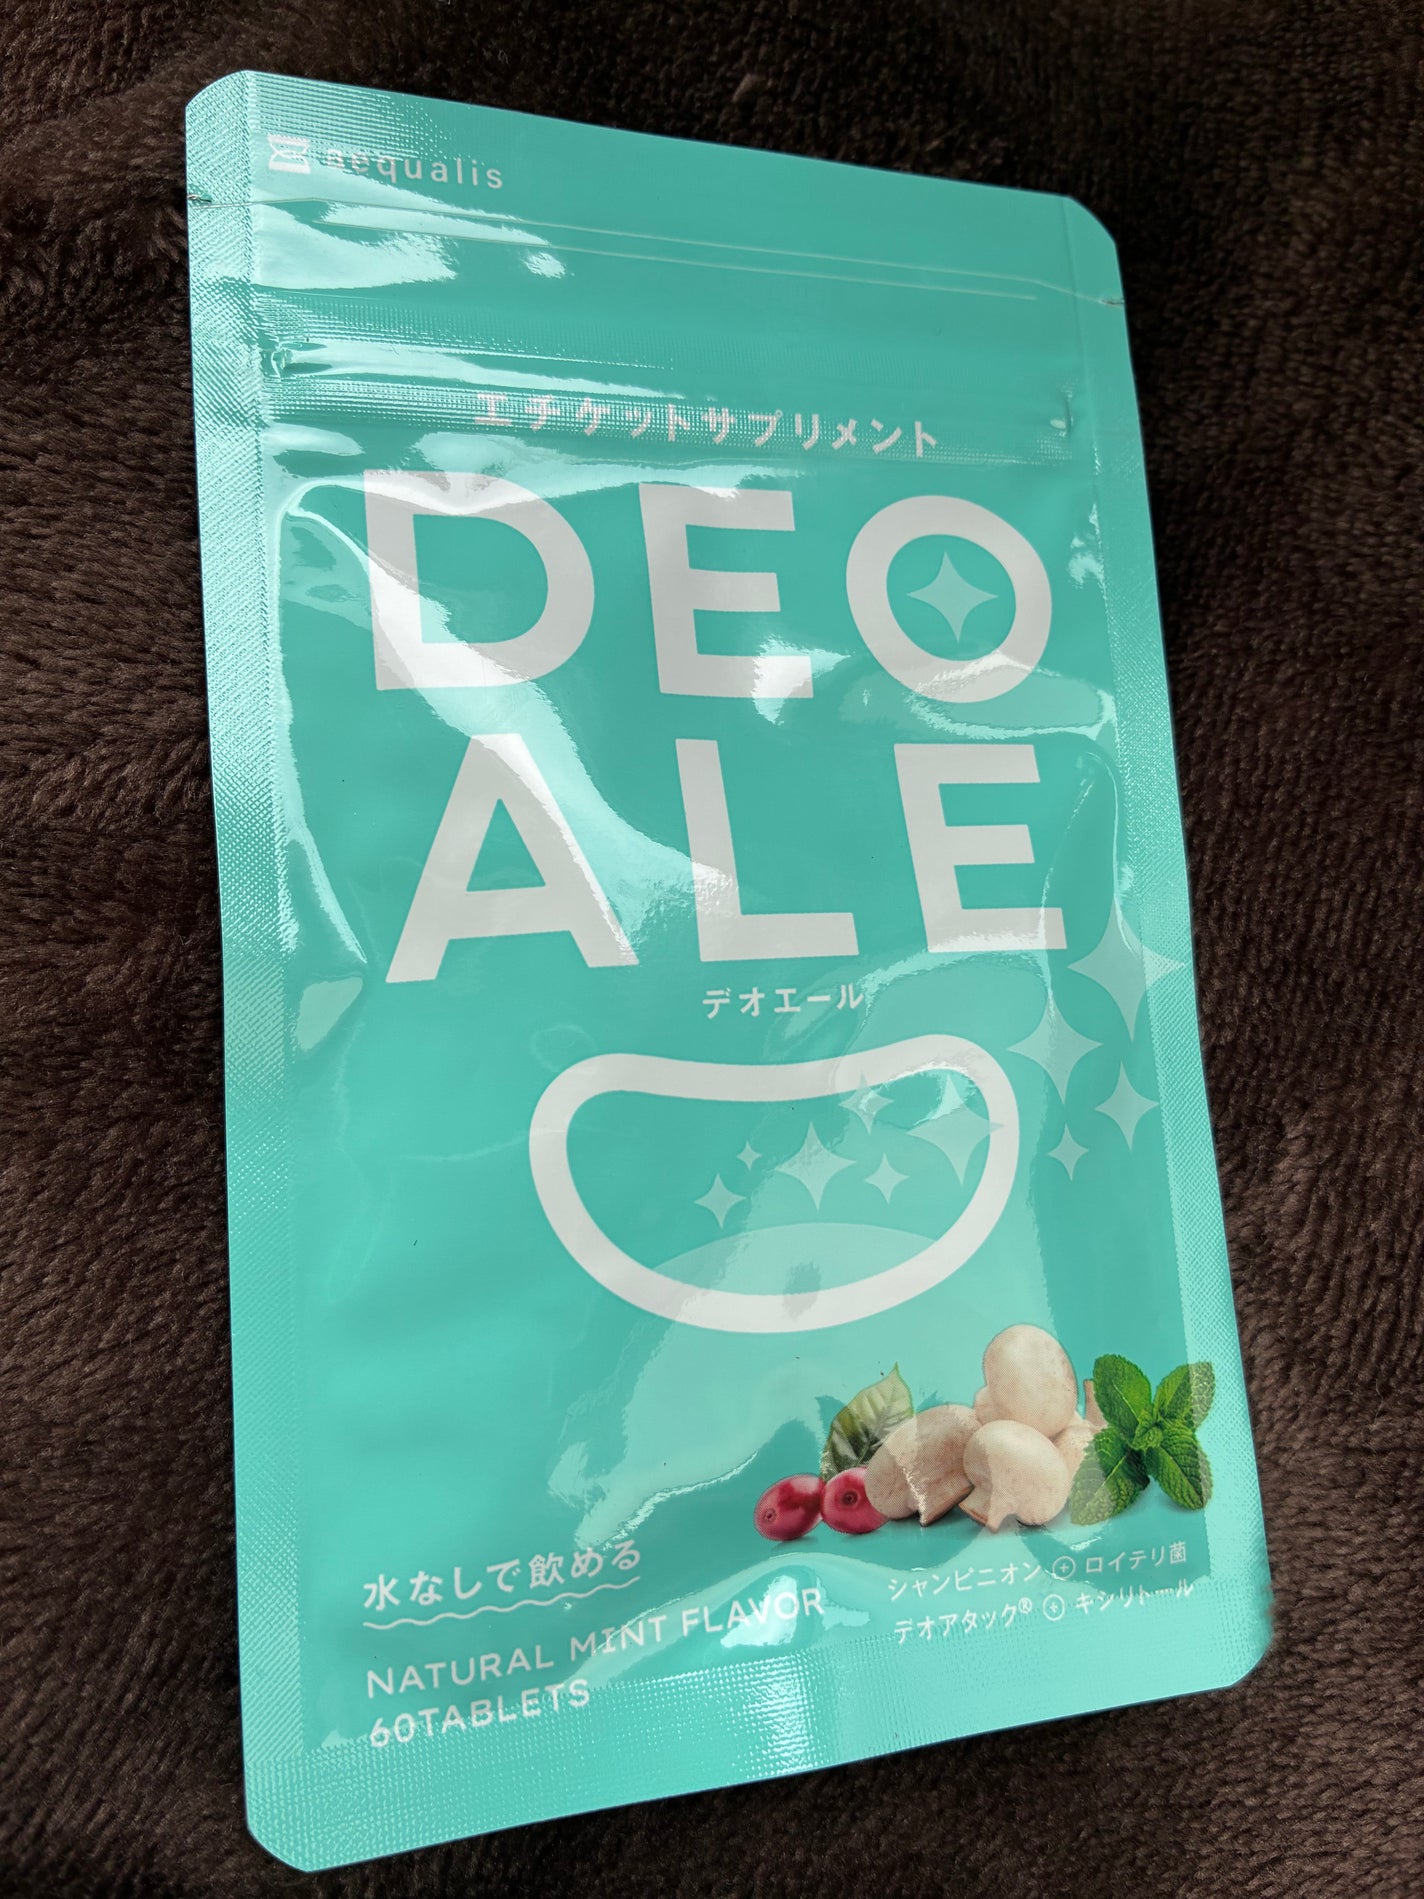 aequalis
エチケットサプリメント
DEO
ALE
デオエール
水なしで飲める
NATURAL MINT FLAVOR
60TABLETS
シャンピニオン + ロイテリ菌
デオアタック® + キシリトール